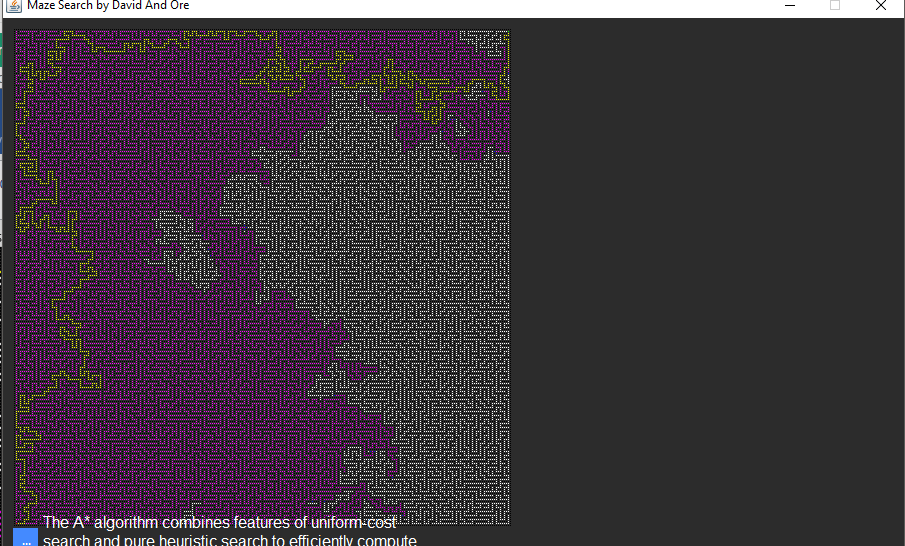 Maze Search by David And Ore
The A* algorithm combines features of uniform-cost
search and pure heuristic search to efficiently compute
...